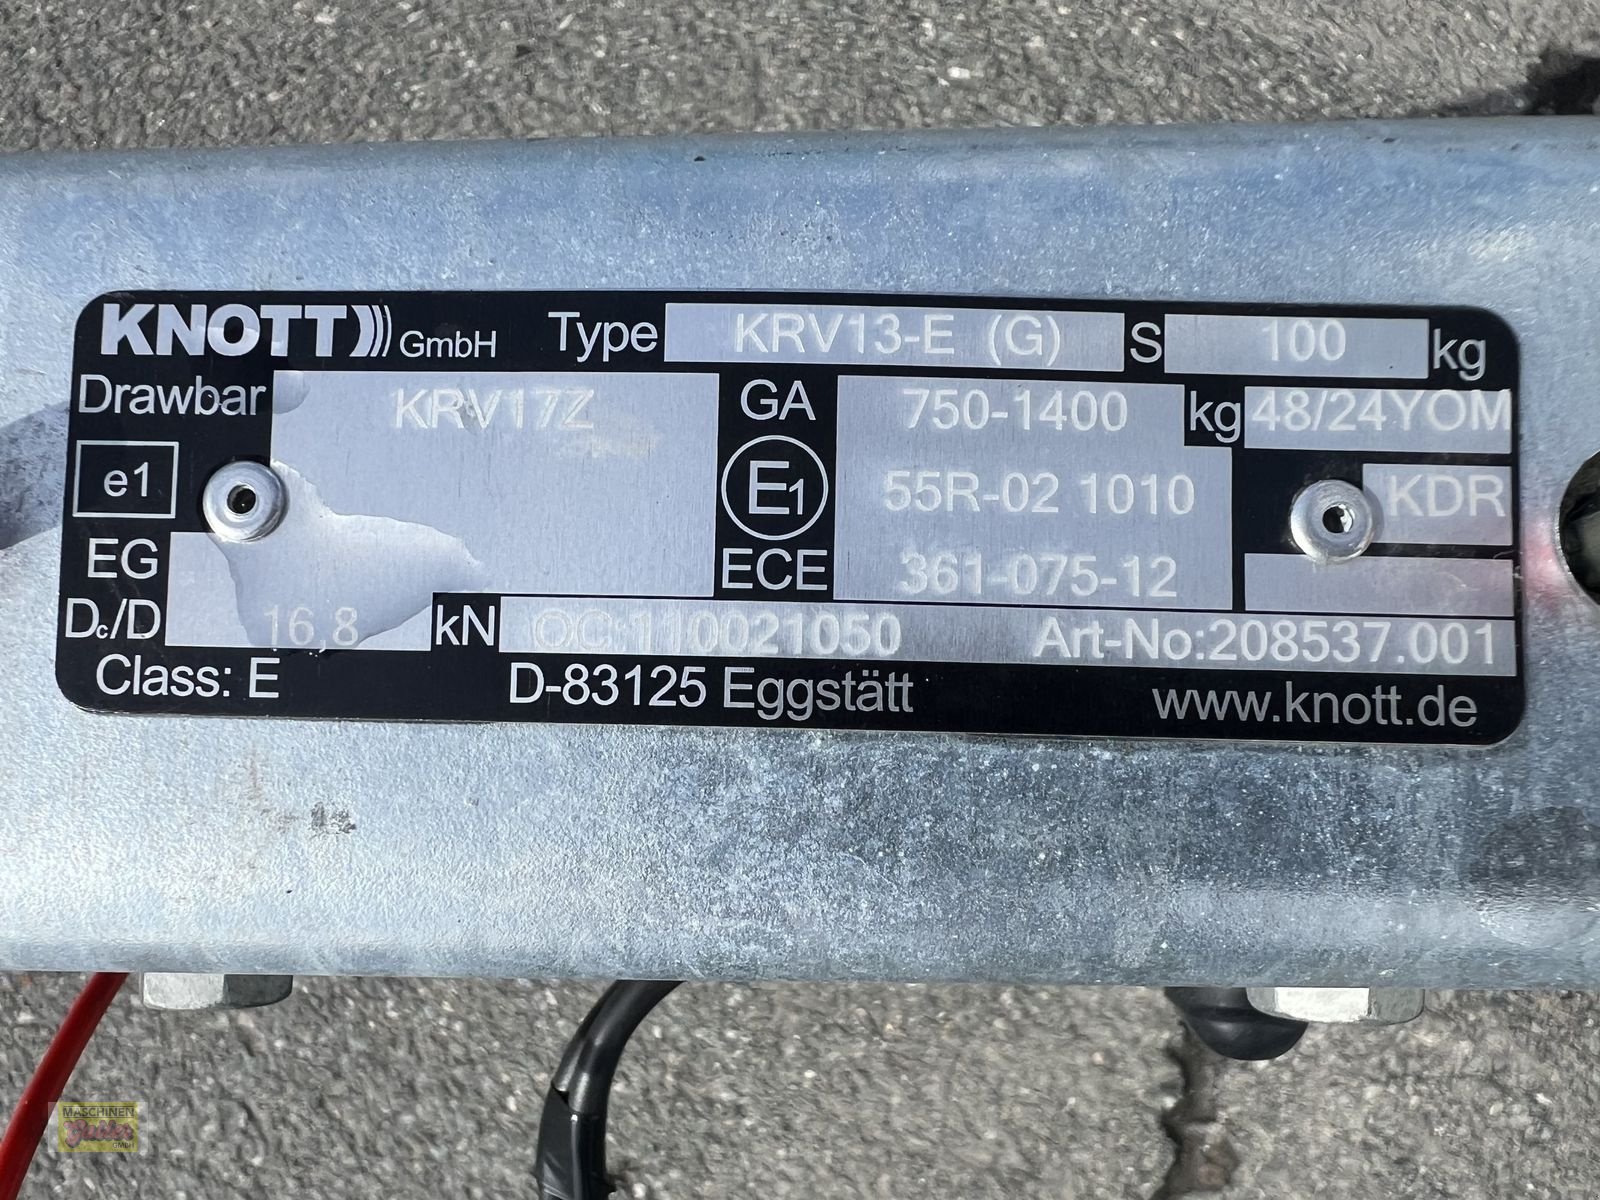 KNOTT GmbH Type KRV13-E (G) S 100 kg
Drawbar KRV17Z GA 750-1400 kg 48/24YOM
e1 E1 55R-02 1010 KDR
EG ECE 361-075-12
Dc/D 16,8 kN OC:110021050 Art-No:208537.001
Class: E D-83125 Eggstätt www.knott.de
MASCHINEN
Gruber
GMBH